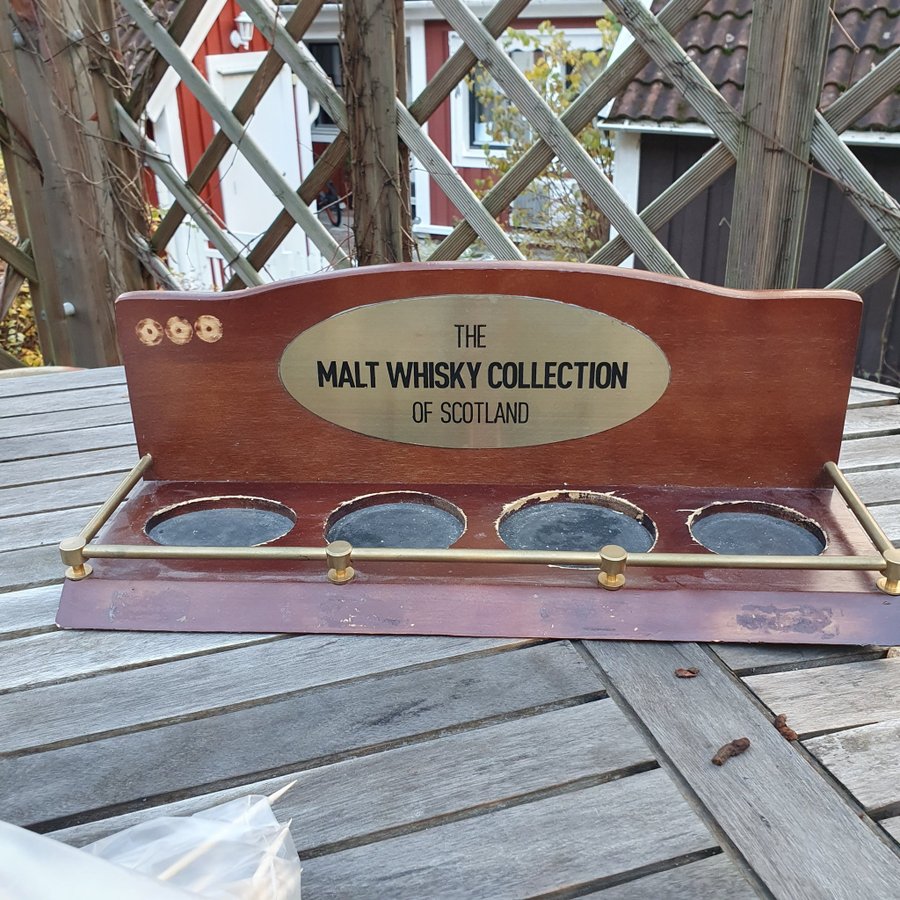 THE
MALT WHISKY COLLECTION
OF SCOTLAND